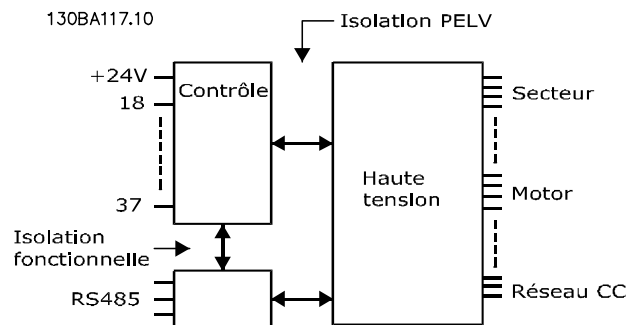 130BA117.10
Isolation PELV
+24V
18
37
Contrôle
Haute
tension
Secteur
Motor
Réseau CC
Isolation
fonctionnelle
RS485